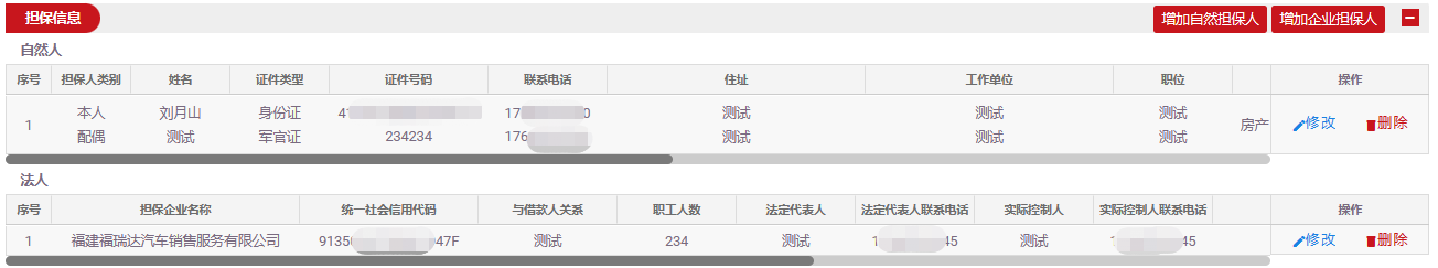 担保信息 增加自然担保人 增加企业担保人
自然人
序号 担保人类别 姓名 证件类型 证件号码 联系电话 住址 工作单位 职位 操作
1 本人 刘月山 身份证 4 17 0 测试 测试 测试 房产 修改 删除
配偶 测试 军官证 234234 176 测试 测试 测试
法人
序号 担保企业名称 统一社会信用代码 与借款人关系 职工人数 法定代表人 法定代表人联系电话 实际控制人 实际控制人联系电话 操作
1 福建福瑞达汽车销售服务有限公司 9135 47F 测试 234 测试 1 45 测试 1 45 修改 删除